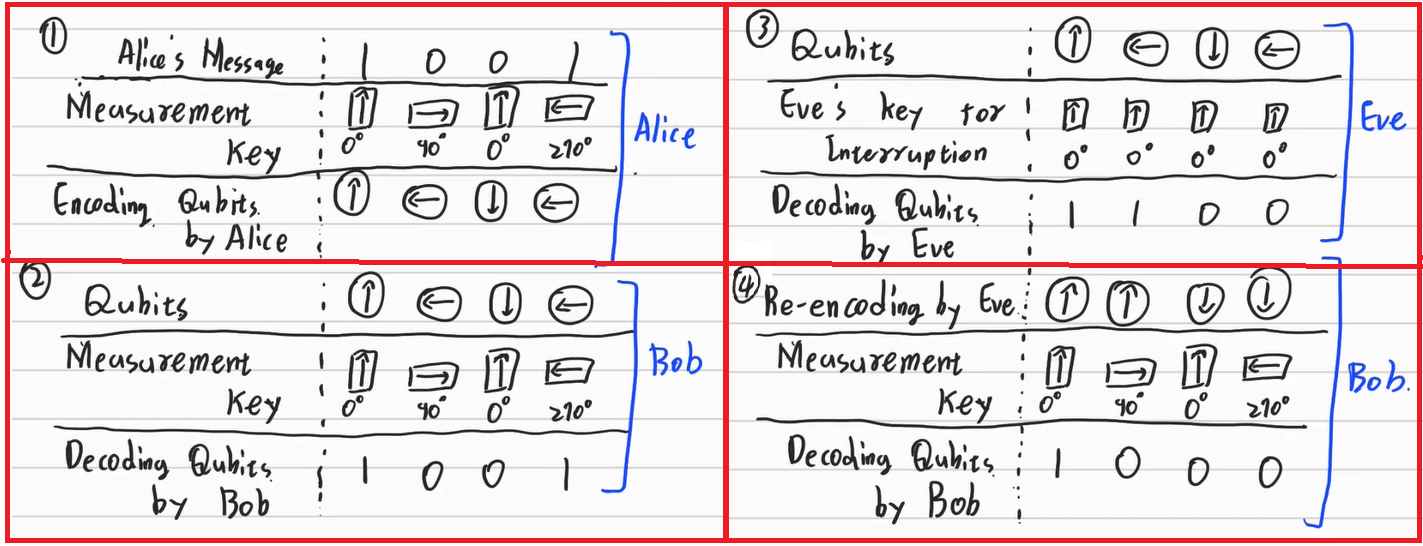 ①
Alice's Message 1 0 0 1
Measurement
Key 0° 90° 0° 270°
Encoding Qubits
by Alice
Alice
②
Qubits
Measurement
Key 0° 90° 0° 270°
Decoding Qubits 1 0 0 1
by Bob
Bob
③
Qubits
Eve's key for
Interruption 0° 0° 0° 0°
Decoding Qubits 1 1 0 0
by Eve
Eve
④
Re-encoding by Eve
Measurement
Key 0° 90° 0° 270°
Decoding Qubits 1 0 0 0
by Bob
Bob.